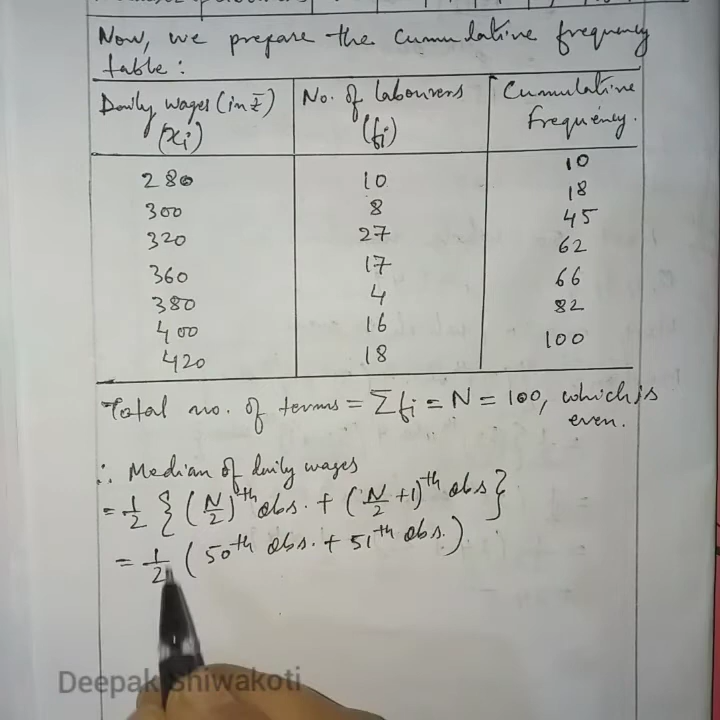 Now, we prepare the cummulative frequency
table:
Daily wages (in ₹) No. of labourers Cummulative
(xi) (fi) frequency.
280 10 10
300 8 18
320 27 45
360 17 62
380 4 66
400 16 82
420 18 100
Total no. of terms = Σfi = N = 100, which is
even.
∴ Median of daily wages
= 1/2 { (N/2)th obs. + (N/2 + 1)th obs }
= 1/2 ( 50th obs. + 51th obs. )
Deepak Shiwakoti